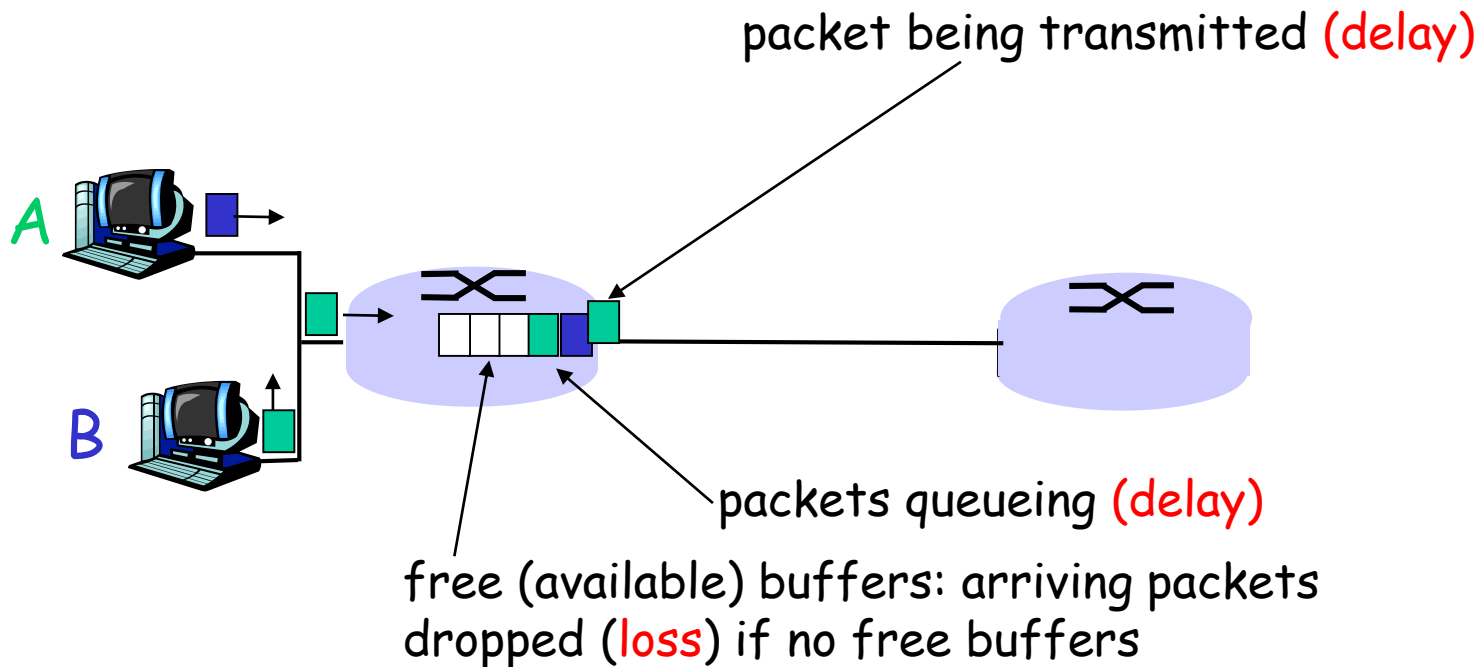 packet being transmitted (delay)
A
B
packets queueing (delay)
free (available) buffers: arriving packets
dropped (loss) if no free buffers